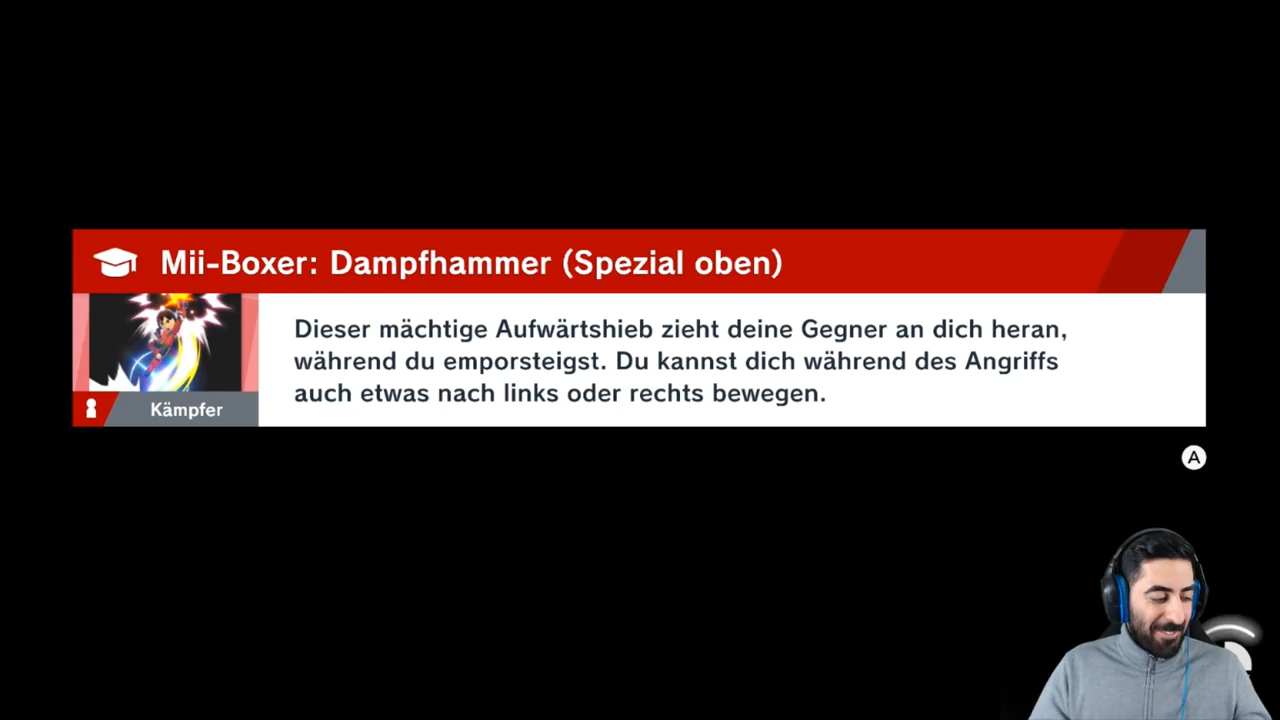 Mii-Boxer: Dampfhammer (Spezial oben)
Dieser mächtige Aufwärtshieb zieht deine Gegner an dich heran,
während du emporsteigst. Du kannst dich während des Angriffs
auch etwas nach links oder rechts bewegen.
Kämpfer
A